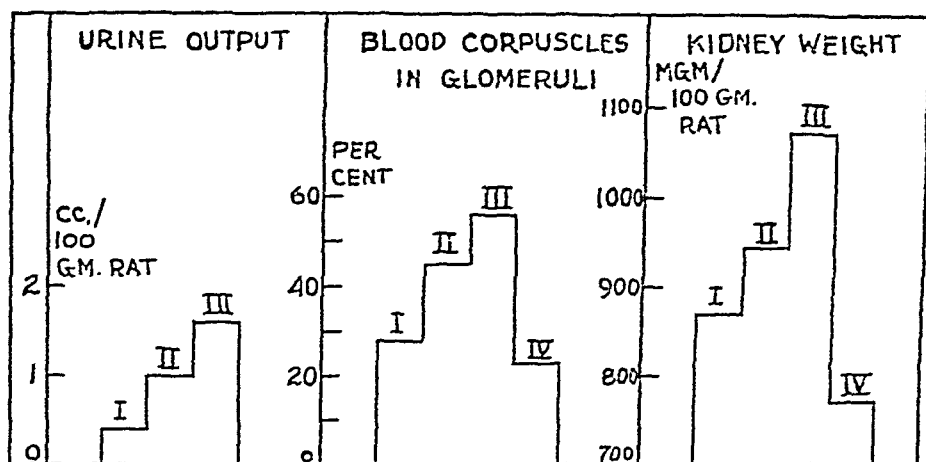 URINE OUTPUT
CC./
100
GM. RAT
2
1
0
I
II
III
BLOOD CORPUSCLES
IN GLOMERULI
PER
CENT
60
40
20
0
I
II
III
IV
KIDNEY WEIGHT
MGM/
100 GM.
RAT
1100
1000
900
800
700
I
II
III
IV